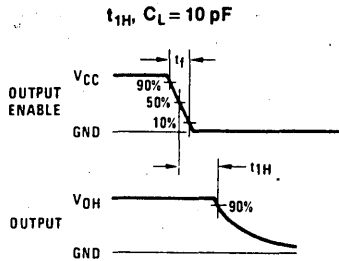 t1H, CL = 10 pF
tf
VCC
90%
OUTPUT
ENABLE
50%
10%
GND
t1H
VOH
90%
OUTPUT
GND